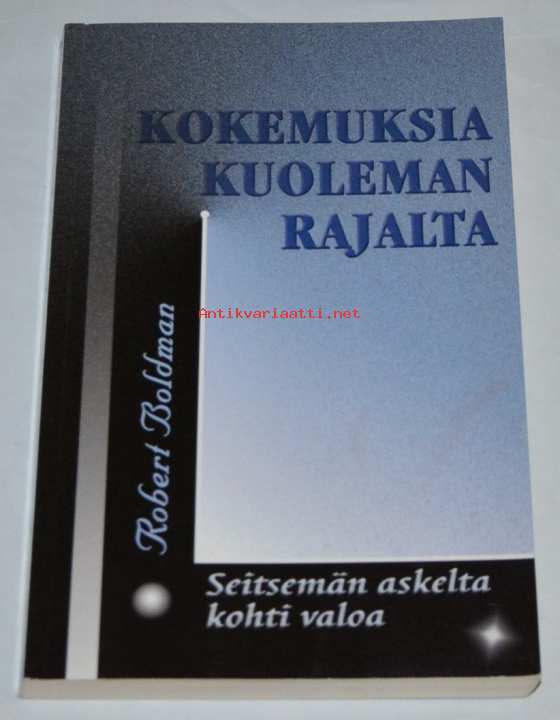 KOKEMUKSIA
KUOLEMAN
RAJALTA
Antikvariaatti.net
Robert Boldman
Seitsemän askelta
kohti valoa